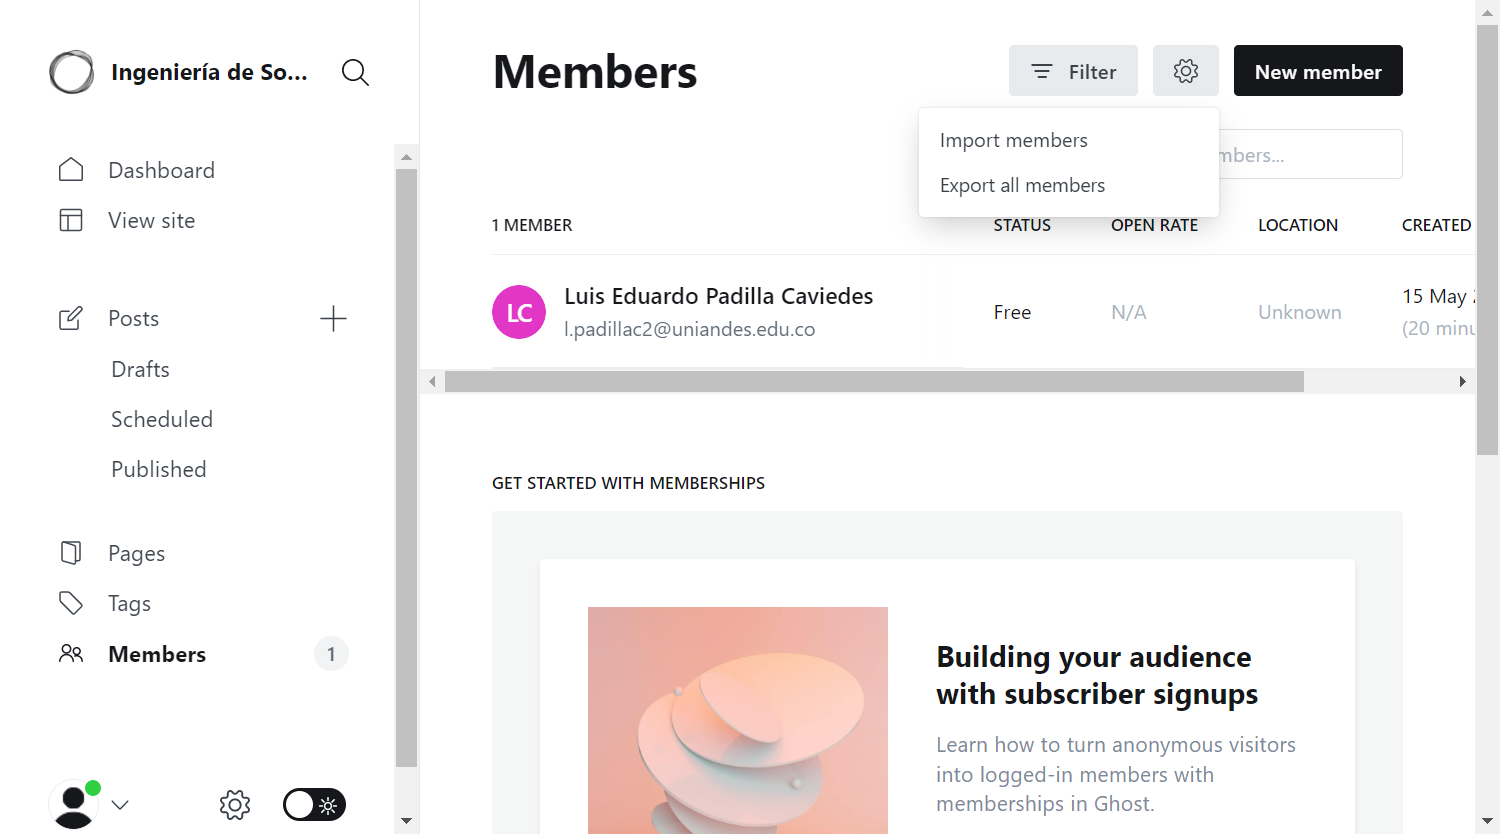 Ingeniería de So...
Dashboard
View site
Posts
Drafts
Scheduled
Published
Pages
Tags
Members
1
Members
Filter
New member
Import members
Export all members
1 MEMBER
STATUS
OPEN RATE
LOCATION
CREATED
LC
Luis Eduardo Padilla Caviedes
l.padillac2@uniandes.edu.co
Free
N/A
Unknown
15 May
(20
GET STARTED WITH MEMBERSHIPS
Building your audience
with subscriber signups
Learn how to turn anonymous visitors
into logged-in members with
memberships in Ghost.